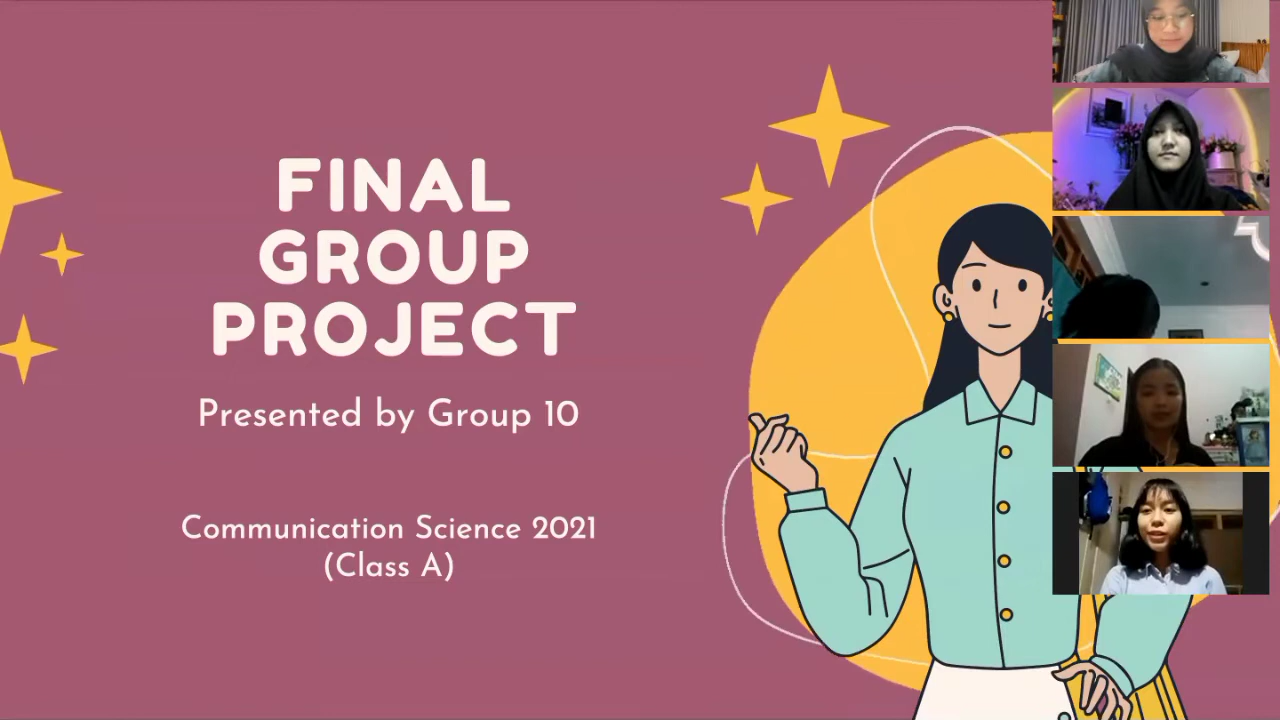 FINAL
GROUP
PROJECT
Presented by Group 10
Communication Science 2021
(Class A)